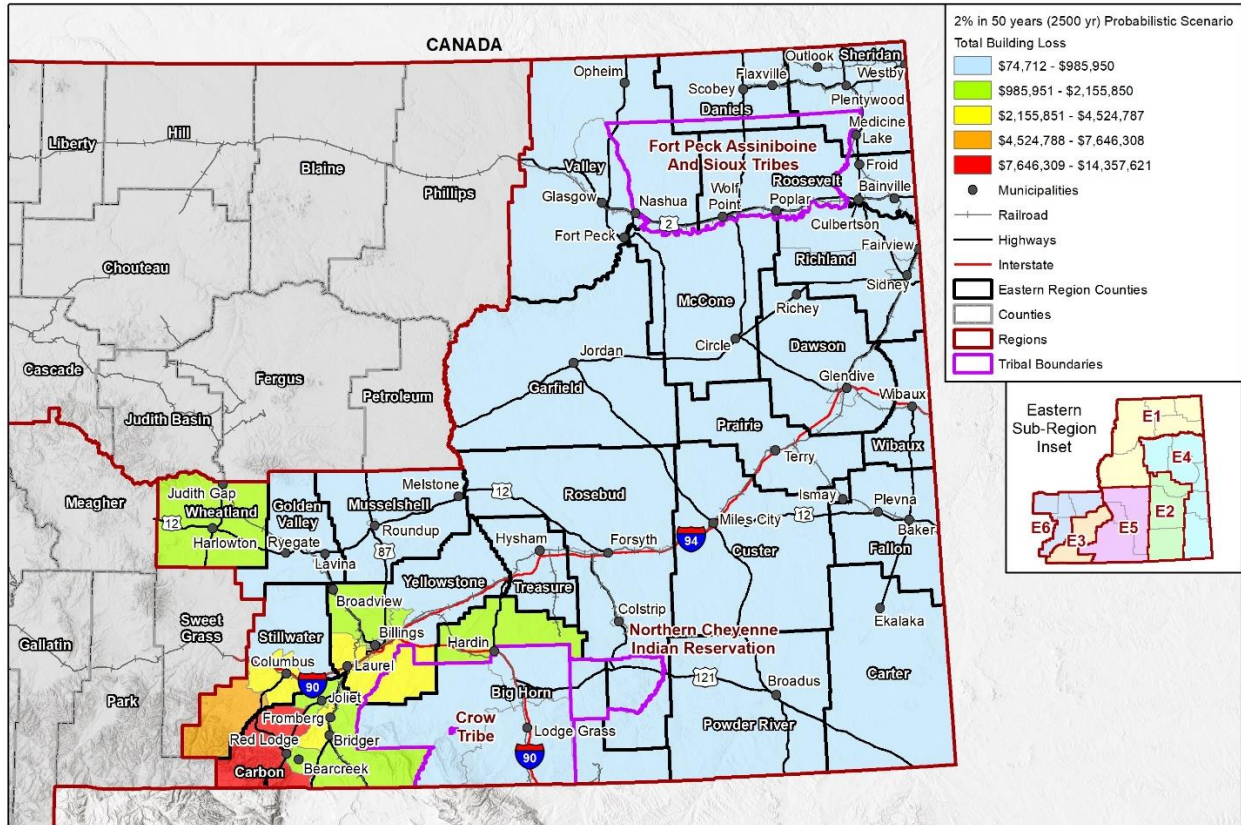 CANADA
2% in 50 years (2500 yr) Probabilistic Scenario
Total Building Loss
$74,712 - $985,950
$985,951 - $2,155,850
$2,155,851 - $4,524,787
$4,524,788 - $7,646,308
$7,646,309 - $14,357,621
Municipalities
Railroad
Highways
Interstate
Eastern Region Counties
Counties
Regions
Tribal Boundaries
Eastern
Sub-Region
Inset
E1
E4
E6
E3
E5
E2
Outlook
Sheridan
Opheim
Flaxville
Westby
Scobey
Daniels
Plentywood
Liberty
Hill
Blaine
Phillips
Valley
Fort Peck Assiniboine
And Sioux Tribes
Medicine
Lake
Froid
Roosevelt
Bainville
Glasgow
Nashua
Wolf
Point
Poplar
2
Fort Peck
Culbertson
Fairview
Chouteau
Richland
Sidney
McCone
Richey
Circle
Dawson
Jordan
Garfield
Glendive
Wibaux
Cascade
Fergus
Petroleum
Judith Basin
Prairie
Terry
Wibaux
Meagher
Judith Gap
Wheatland
12
Harlowton
Golden
Valley
Ryegate
Lavina
Musselshell
Melstone
Roundup
87
12
Rosebud
Ismay
Plevna
Miles City
12
Baker
94
Custer
Fallon
Hysham
Forsyth
Yellowstone
Treasure
Broadview
Colstrip
Ekalaka
Sweet
Grass
Gallatin
Park
Stillwater
Billings
Hardin
Northern Cheyenne
Indian Reservation
Columbus
Laurel
90
Joliet
Big Horn
121
Broadus
Carter
Fromberg
Powder River
Red Lodge
Bridger
Crow
Tribe
Lodge Grass
90
Carbon
Bearcreek